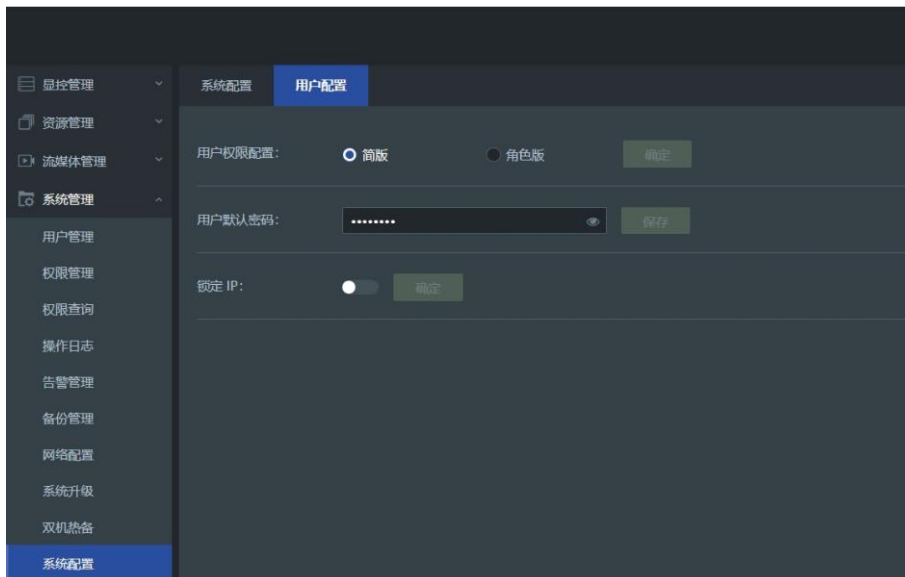 显控管理
资源管理
流媒体管理
系统管理
用户管理
权限管理
权限查询
操作日志
告警管理
备份管理
网络配置
系统升级
双机热备
系统配置
系统配置 用户配置
用户权限配置: 简版 角色版 确定
用户默认密码: •••••••• 保存
锁定 IP: 确定